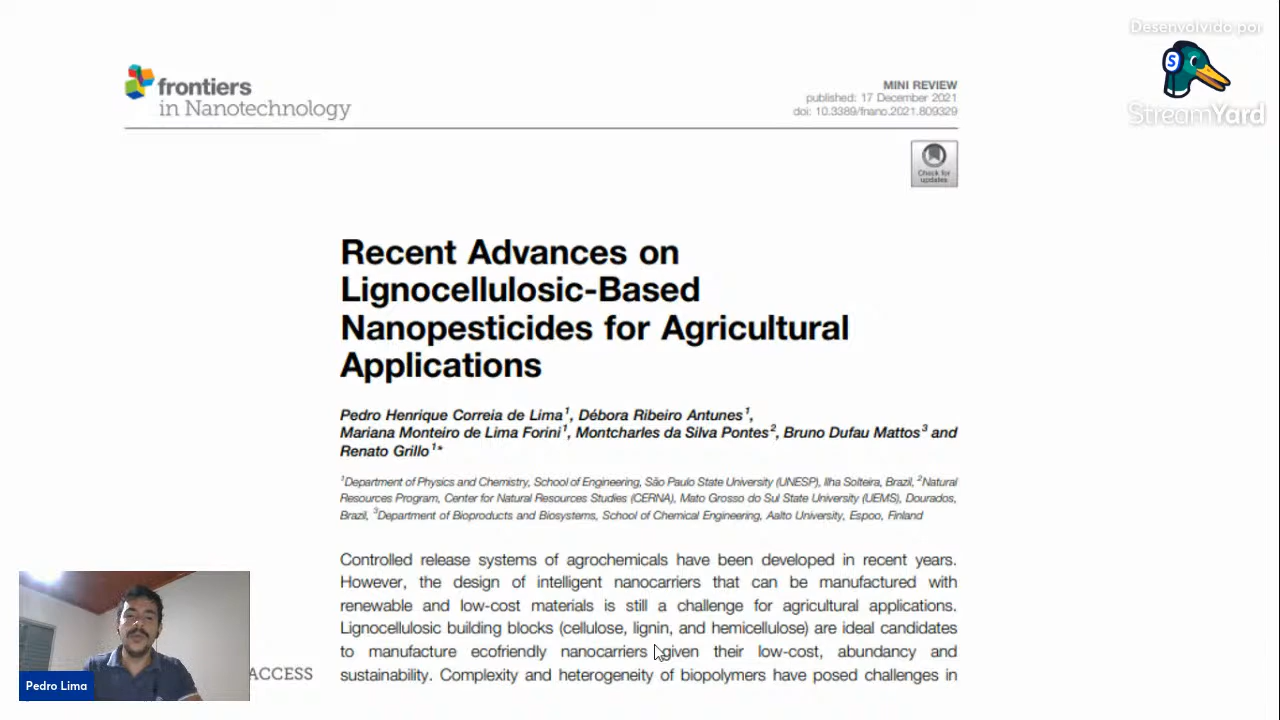 Desenvolvido por
S
StreamYard
frontiers
in Nanotechnology
MINI REVIEW
published: 17 December 2021
doi: 10.3389/fnano.2021.809329
Check for
updates
Recent Advances on
Lignocellulosic-Based
Nanopesticides for Agricultural
Applications
Pedro Henrique Correia de Lima1, Débora Ribeiro Antunes1,
Mariana Monteiro de Lima Forini1, Montcharles da Silva Pontes2, Bruno Dufau Mattos3 and
Renato Grillo1*
1Department of Physics and Chemistry, School of Engineering, São Paulo State University (UNESP), Ilha Solteira, Brazil, 2Natural
Resources Program, Center for Natural Resources Studies (CERNA), Mato Grosso do Sul State University (UEMS), Dourados,
Brazil, 3Department of Bioproducts and Biosystems, School of Chemical Engineering, Aalto University, Espoo, Finland
Controlled release systems of agrochemicals have been developed in recent years.
However, the design of intelligent nanocarriers that can be manufactured with
renewable and low-cost materials is still a challenge for agricultural applications.
Lignocellulosic building blocks (cellulose, lignin, and hemicellulose) are ideal candidates
to manufacture ecofriendly nanocarriers given their low-cost, abundancy and
sustainability. Complexity and heterogeneity of biopolymers have posed challenges in
ACCESS
Pedro Lima